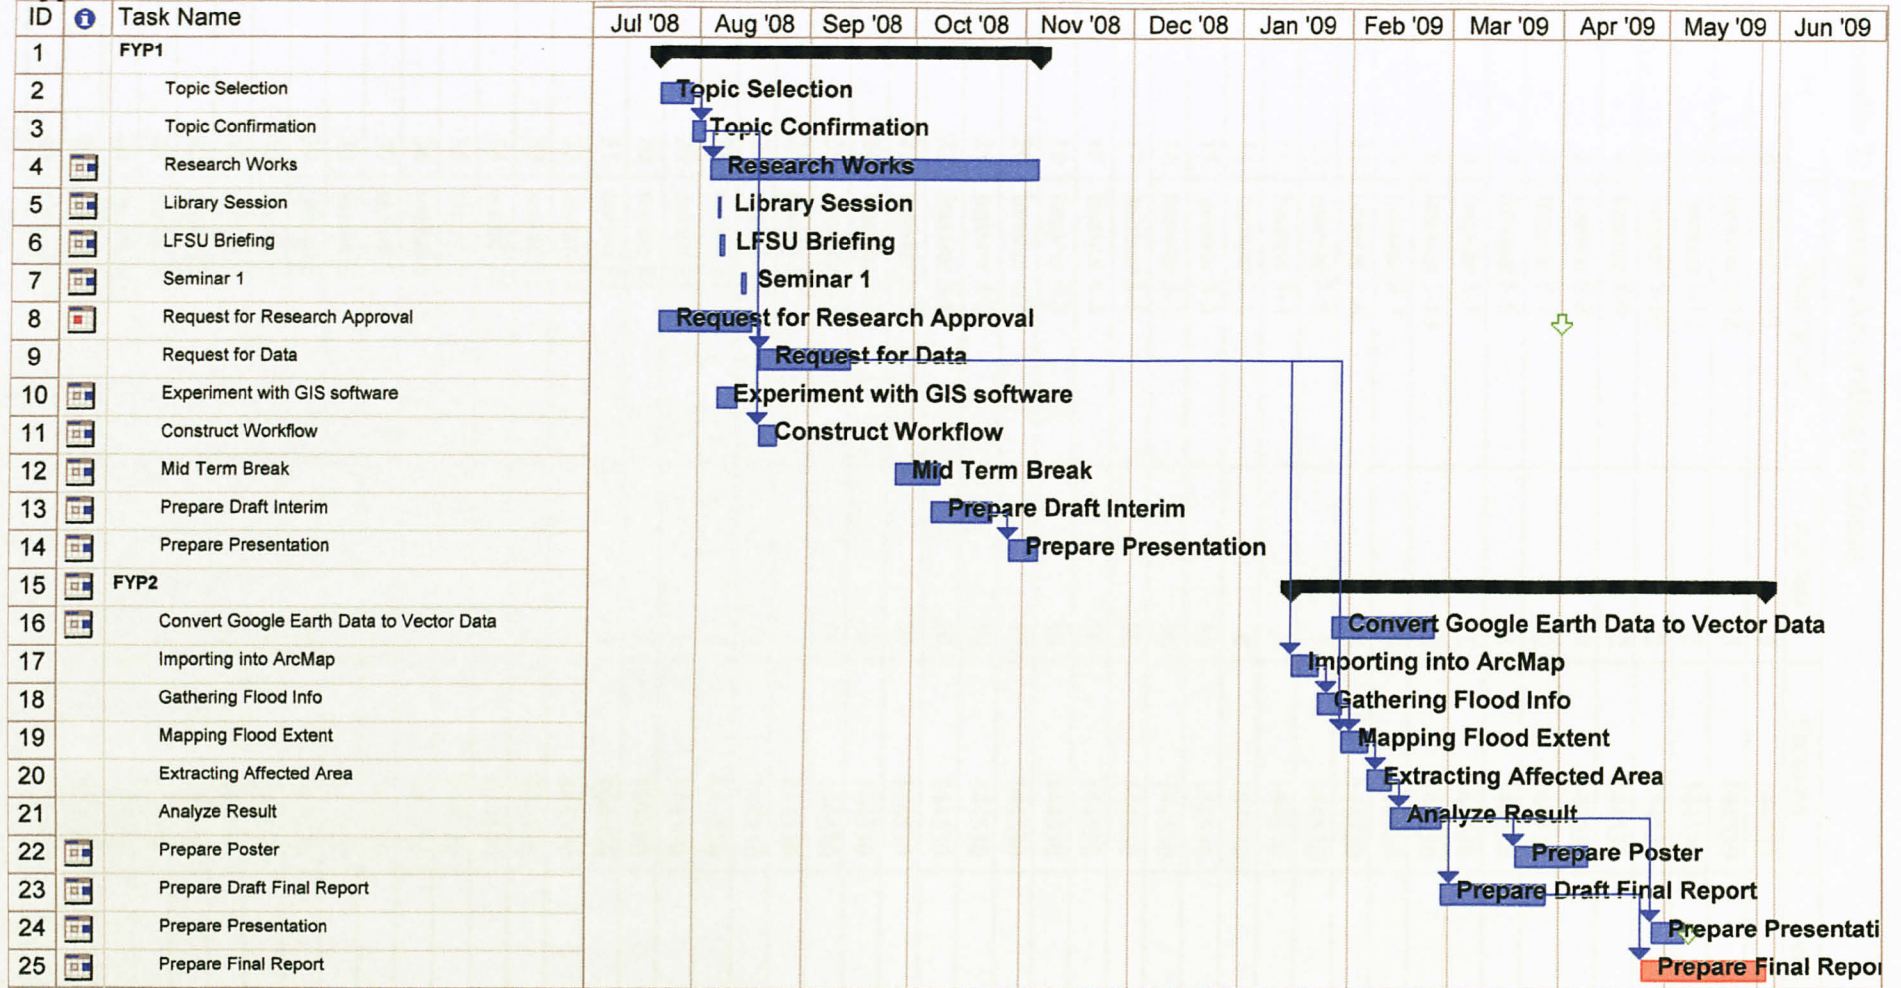 ID i Task Name Jul '08 Aug '08 Sep '08 Oct '08 Nov '08 Dec '08 Jan '09 Feb '09 Mar '09 Apr '09 May '09 Jun '09
1 FYP1
2 Topic Selection Topic Selection
3 Topic Confirmation Topic Confirmation
4 Research Works Research Works
5 Library Session Library Session
6 LFSU Briefing LFSU Briefing
7 Seminar 1 Seminar 1
8 Request for Research Approval Request for Research Approval
9 Request for Data Request for Data
10 Experiment with GIS software Experiment with GIS software
11 Construct Workflow Construct Workflow
12 Mid Term Break Mid Term Break
13 Prepare Draft Interim Prepare Draft Interim
14 Prepare Presentation Prepare Presentation
15 FYP2
16 Convert Google Earth Data to Vector Data Convert Google Earth Data to Vector Data
17 Importing into ArcMap Importing into ArcMap
18 Gathering Flood Info Gathering Flood Info
19 Mapping Flood Extent Mapping Flood Extent
20 Extracting Affected Area Extracting Affected Area
21 Analyze Result Analyze Result
22 Prepare Poster Prepare Poster
23 Prepare Draft Final Report Prepare Draft Final Report
24 Prepare Presentation Prepare Presentati
25 Prepare Final Report Prepare Final Repor